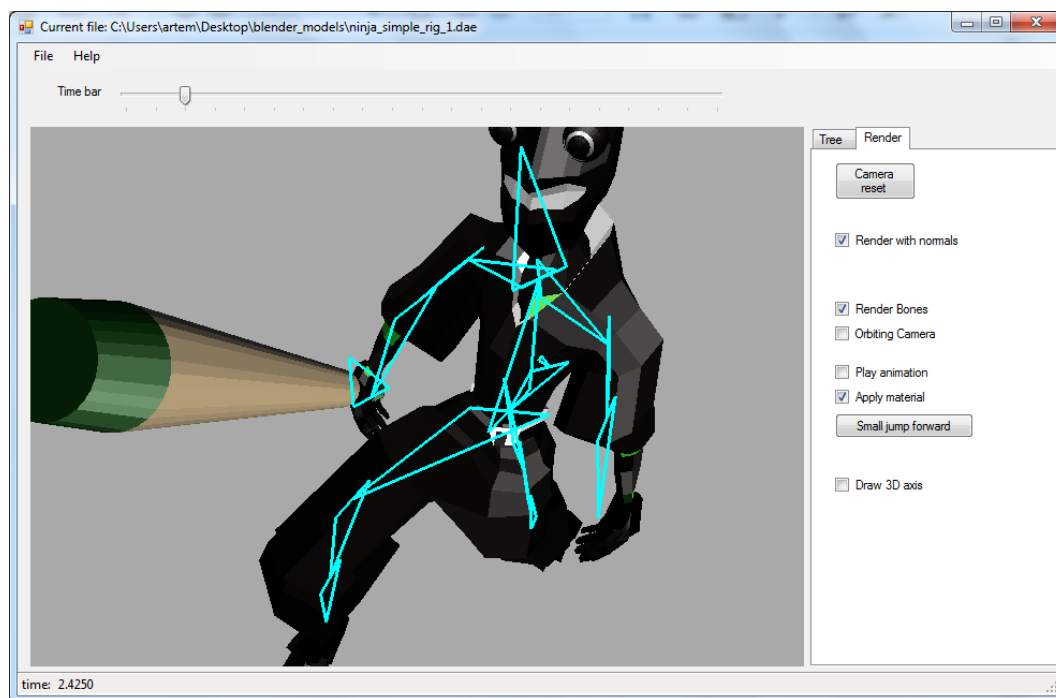 Current file: C:\Users\artem\Desktop\blender_models\ninja_simple_rig_1.dae
File Help
Time bar
Tree Render
Camera
reset
Render with normals
Render Bones
Orbiting Camera
Play animation
Apply material
Small jump forward
Draw 3D axis
time: 2.4250